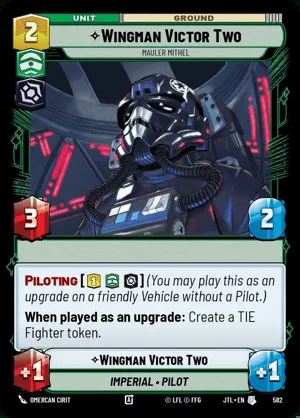 UNIT GROUND
2 ✧WINGMAN VICTOR TWO
MAULER MITHEL
3 2
PILOTING [1] (You may play this as an
upgrade on a friendly Vehicle without a Pilot.)
When played as an upgrade: Create a TIE
Fighter token.
✧WINGMAN VICTOR TWO
+1 +1
IMPERIAL • PILOT
OMERCAN CIRIT © LFL © FFG JTL • EN 582